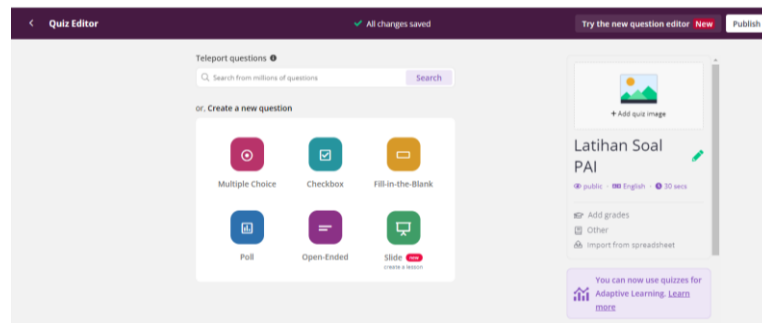 Quiz Editor
All changes saved
Try the new question editor New
Publish
Teleport questions
Search from millions of questions
Search
or, Create a new question
Multiple Choice
Checkbox
Fill-in-the-Blank
Poll
Open-Ended
Slide new
create a lesson
+ Add quiz image
Latihan Soal
PAI
public - English - 30 secs
Add grades
Other
Import from spreadsheet
You can now use quizzes for
Adaptive Learning. Learn
more